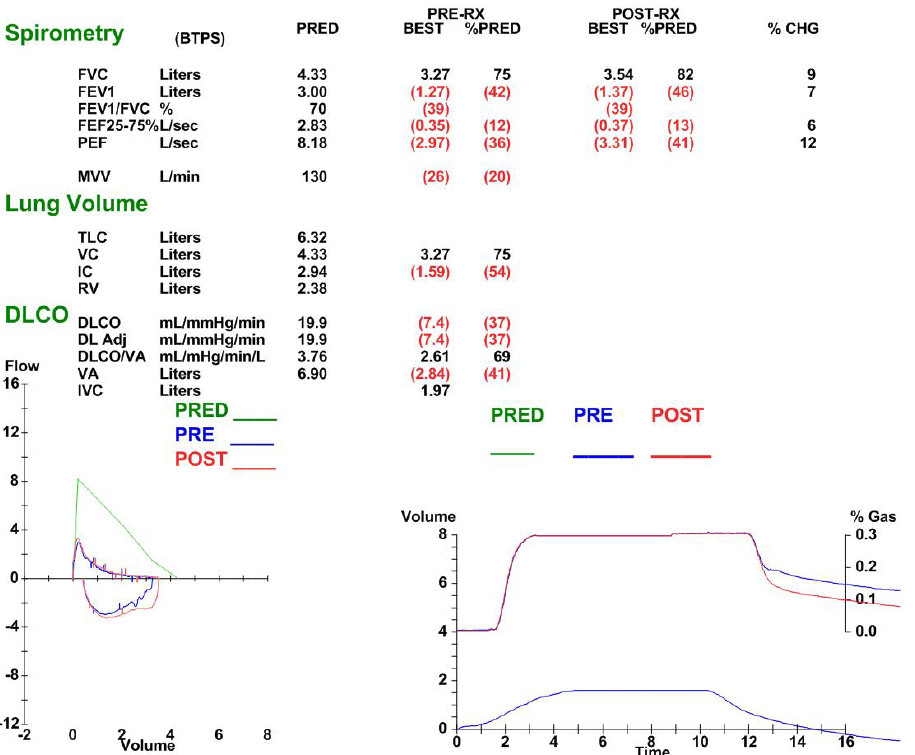 PRE-RX POST-RX
Spirometry (BTPS) PRED BEST %PRED BEST %PRED % CHG
FVC Liters 4.33 3.27 75 3.54 82 9
FEV1 Liters 3.00 (1.27) (42) (1.37) (46) 7
FEV1/FVC % 70 (39) (39)
FEF25-75% L/sec 2.83 (0.35) (12) (0.37) (13) 6
PEF L/sec 8.18 (2.97) (36) (3.31) (41) 12
MVV L/min 130 (26) (20)
Lung Volume
TLC Liters 6.32
VC Liters 4.33 3.27 75
IC Liters 2.94 (1.59) (54)
RV Liters 2.38
DLCO
DLCO mL/mmHg/min 19.9 (7.4) (37)
DL Adj mL/mmHg/min 19.9 (7.4) (37)
DLCO/VA mL/mHg/min/L 3.76 2.61 69
VA Liters 6.90 (2.84) (41)
IVC Liters 1.97
Flow
16
12
8
4
0
-4
-8
-12
-2 0 2 4 6 8
Volume
PRED
PRE
POST
PRED PRE POST
Volume
8
6
4
2
0
% Gas
0.3
0.2
0.1
0.0
0 2 4 6 8 10 12 14 16
Time